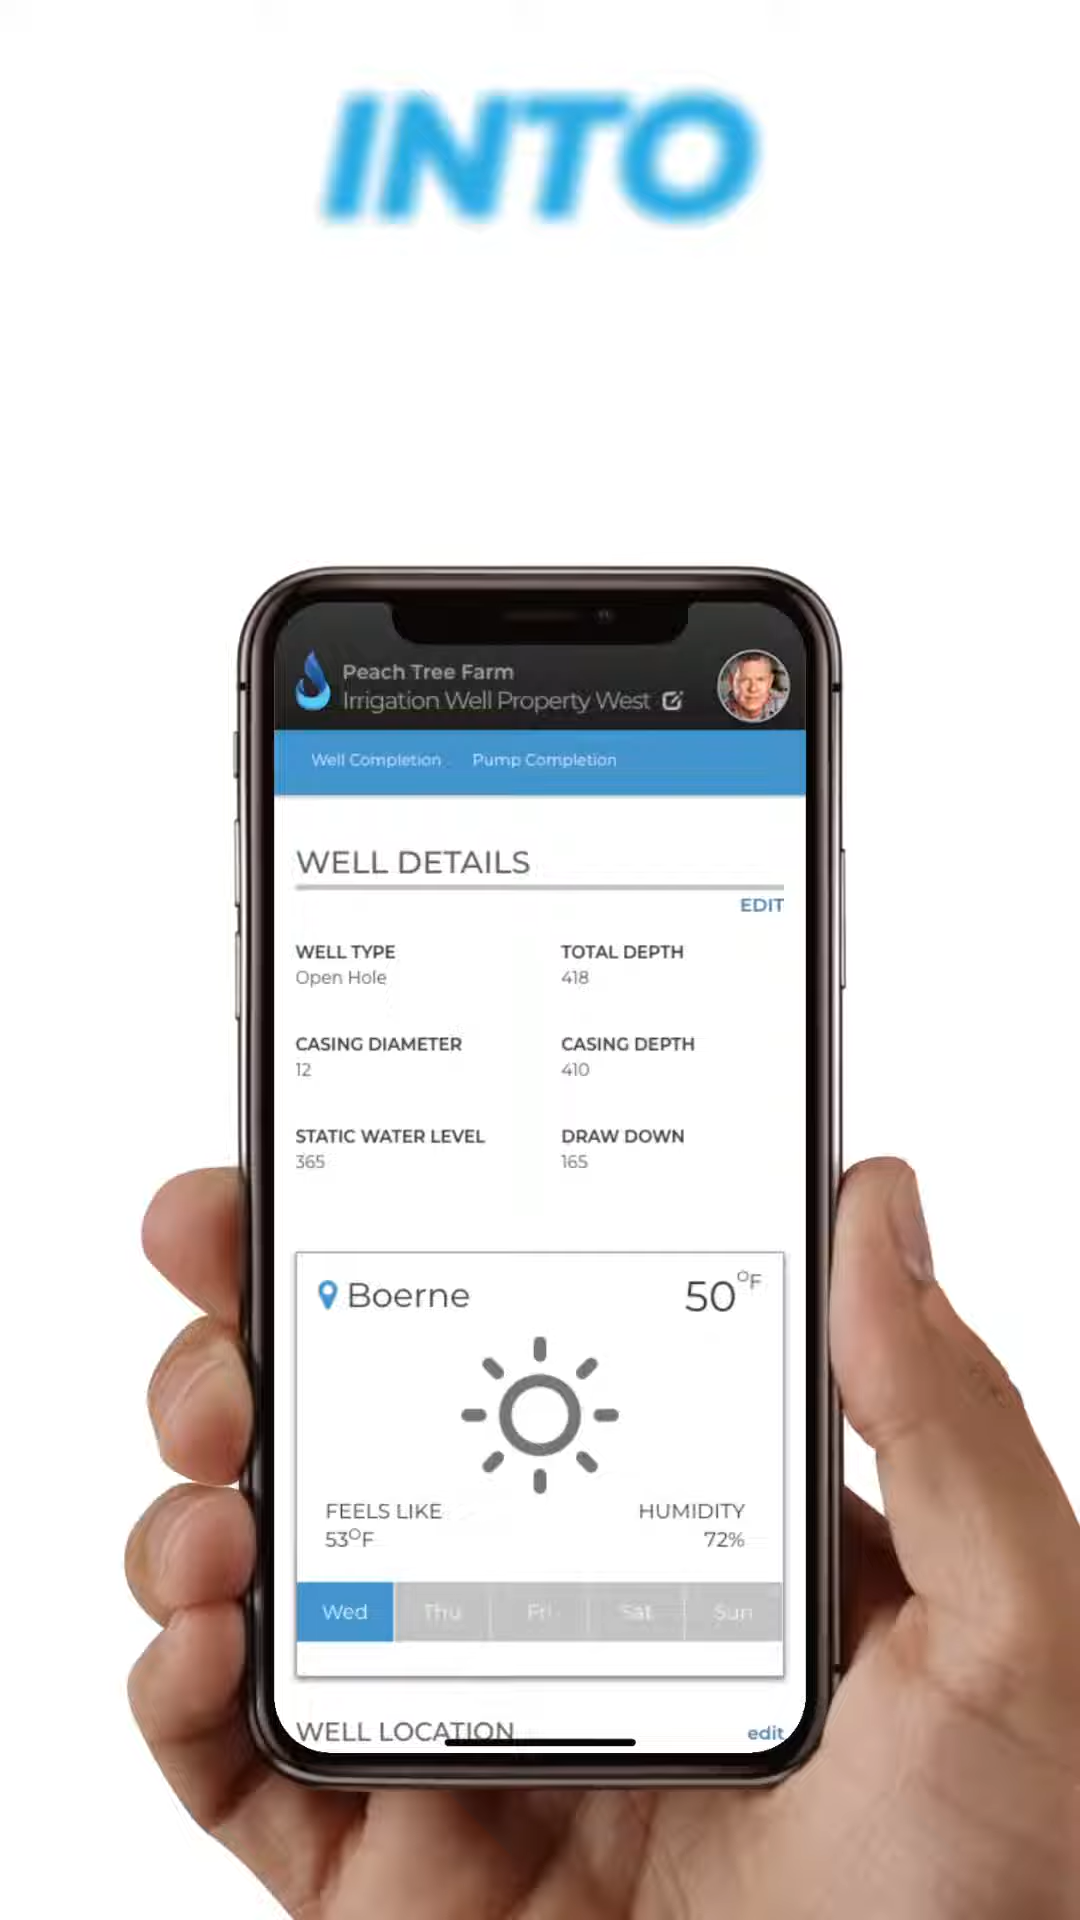 INTO
Peach Tree Farm
Irrigation Well Property West
Well Completion Pump Completion
WELL DETAILS
EDIT
WELL TYPE TOTAL DEPTH
Open Hole 418
CASING DIAMETER CASING DEPTH
12 410
STATIC WATER LEVEL DRAW DOWN
365 165
Boerne 50°F
FEELS LIKE HUMIDITY
53°F 72%
Wed Thu Fri Sat Sun
WELL LOCATION edit